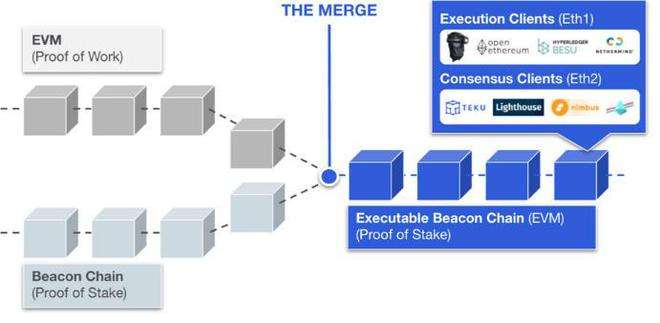 THE MERGE
EVM
(Proof of Work)
Execution Clients (Eth1)
open ethereum
HYPERLEDGER BESU
NETHERMIND
Consensus Clients (Eth2)
TEKU
Lighthouse
nimbus
Executable Beacon Chain (EVM)
(Proof of Stake)
Beacon Chain
(Proof of Stake)